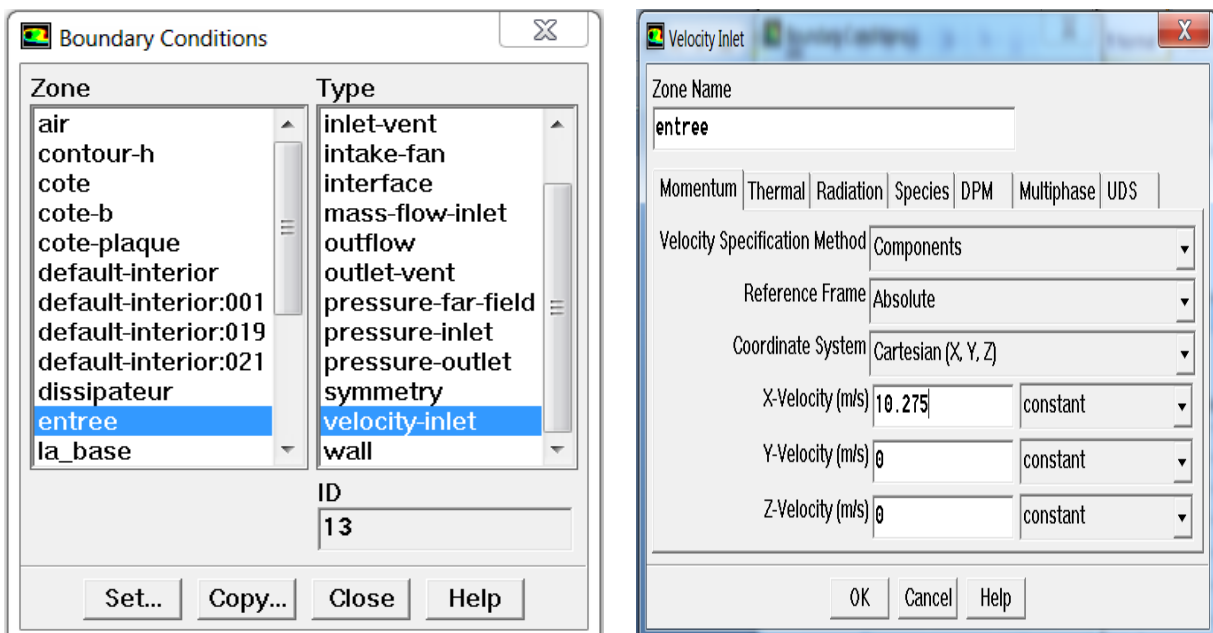 Boundary Conditions
Zone
air
contour-h
cote
cote-b
cote-plaque
default-interior
default-interior:001
default-interior:019
default-interior:021
dissipateur
entree
la_base
Type
inlet-vent
intake-fan
interface
mass-flow-inlet
outflow
outlet-vent
pressure-far-field
pressure-inlet
pressure-outlet
symmetry
velocity-inlet
wall
ID
13
Set... Copy... Close Help
Velocity Inlet
Zone Name
entree
Momentum Thermal Radiation Species DPM Multiphase UDS
Velocity Specification Method Components
Reference Frame Absolute
Coordinate System Cartesian (X, Y, Z)
X-Velocity (m/s) 10.275 constant
Y-Velocity (m/s) 0 constant
Z-Velocity (m/s) 0 constant
OK Cancel Help